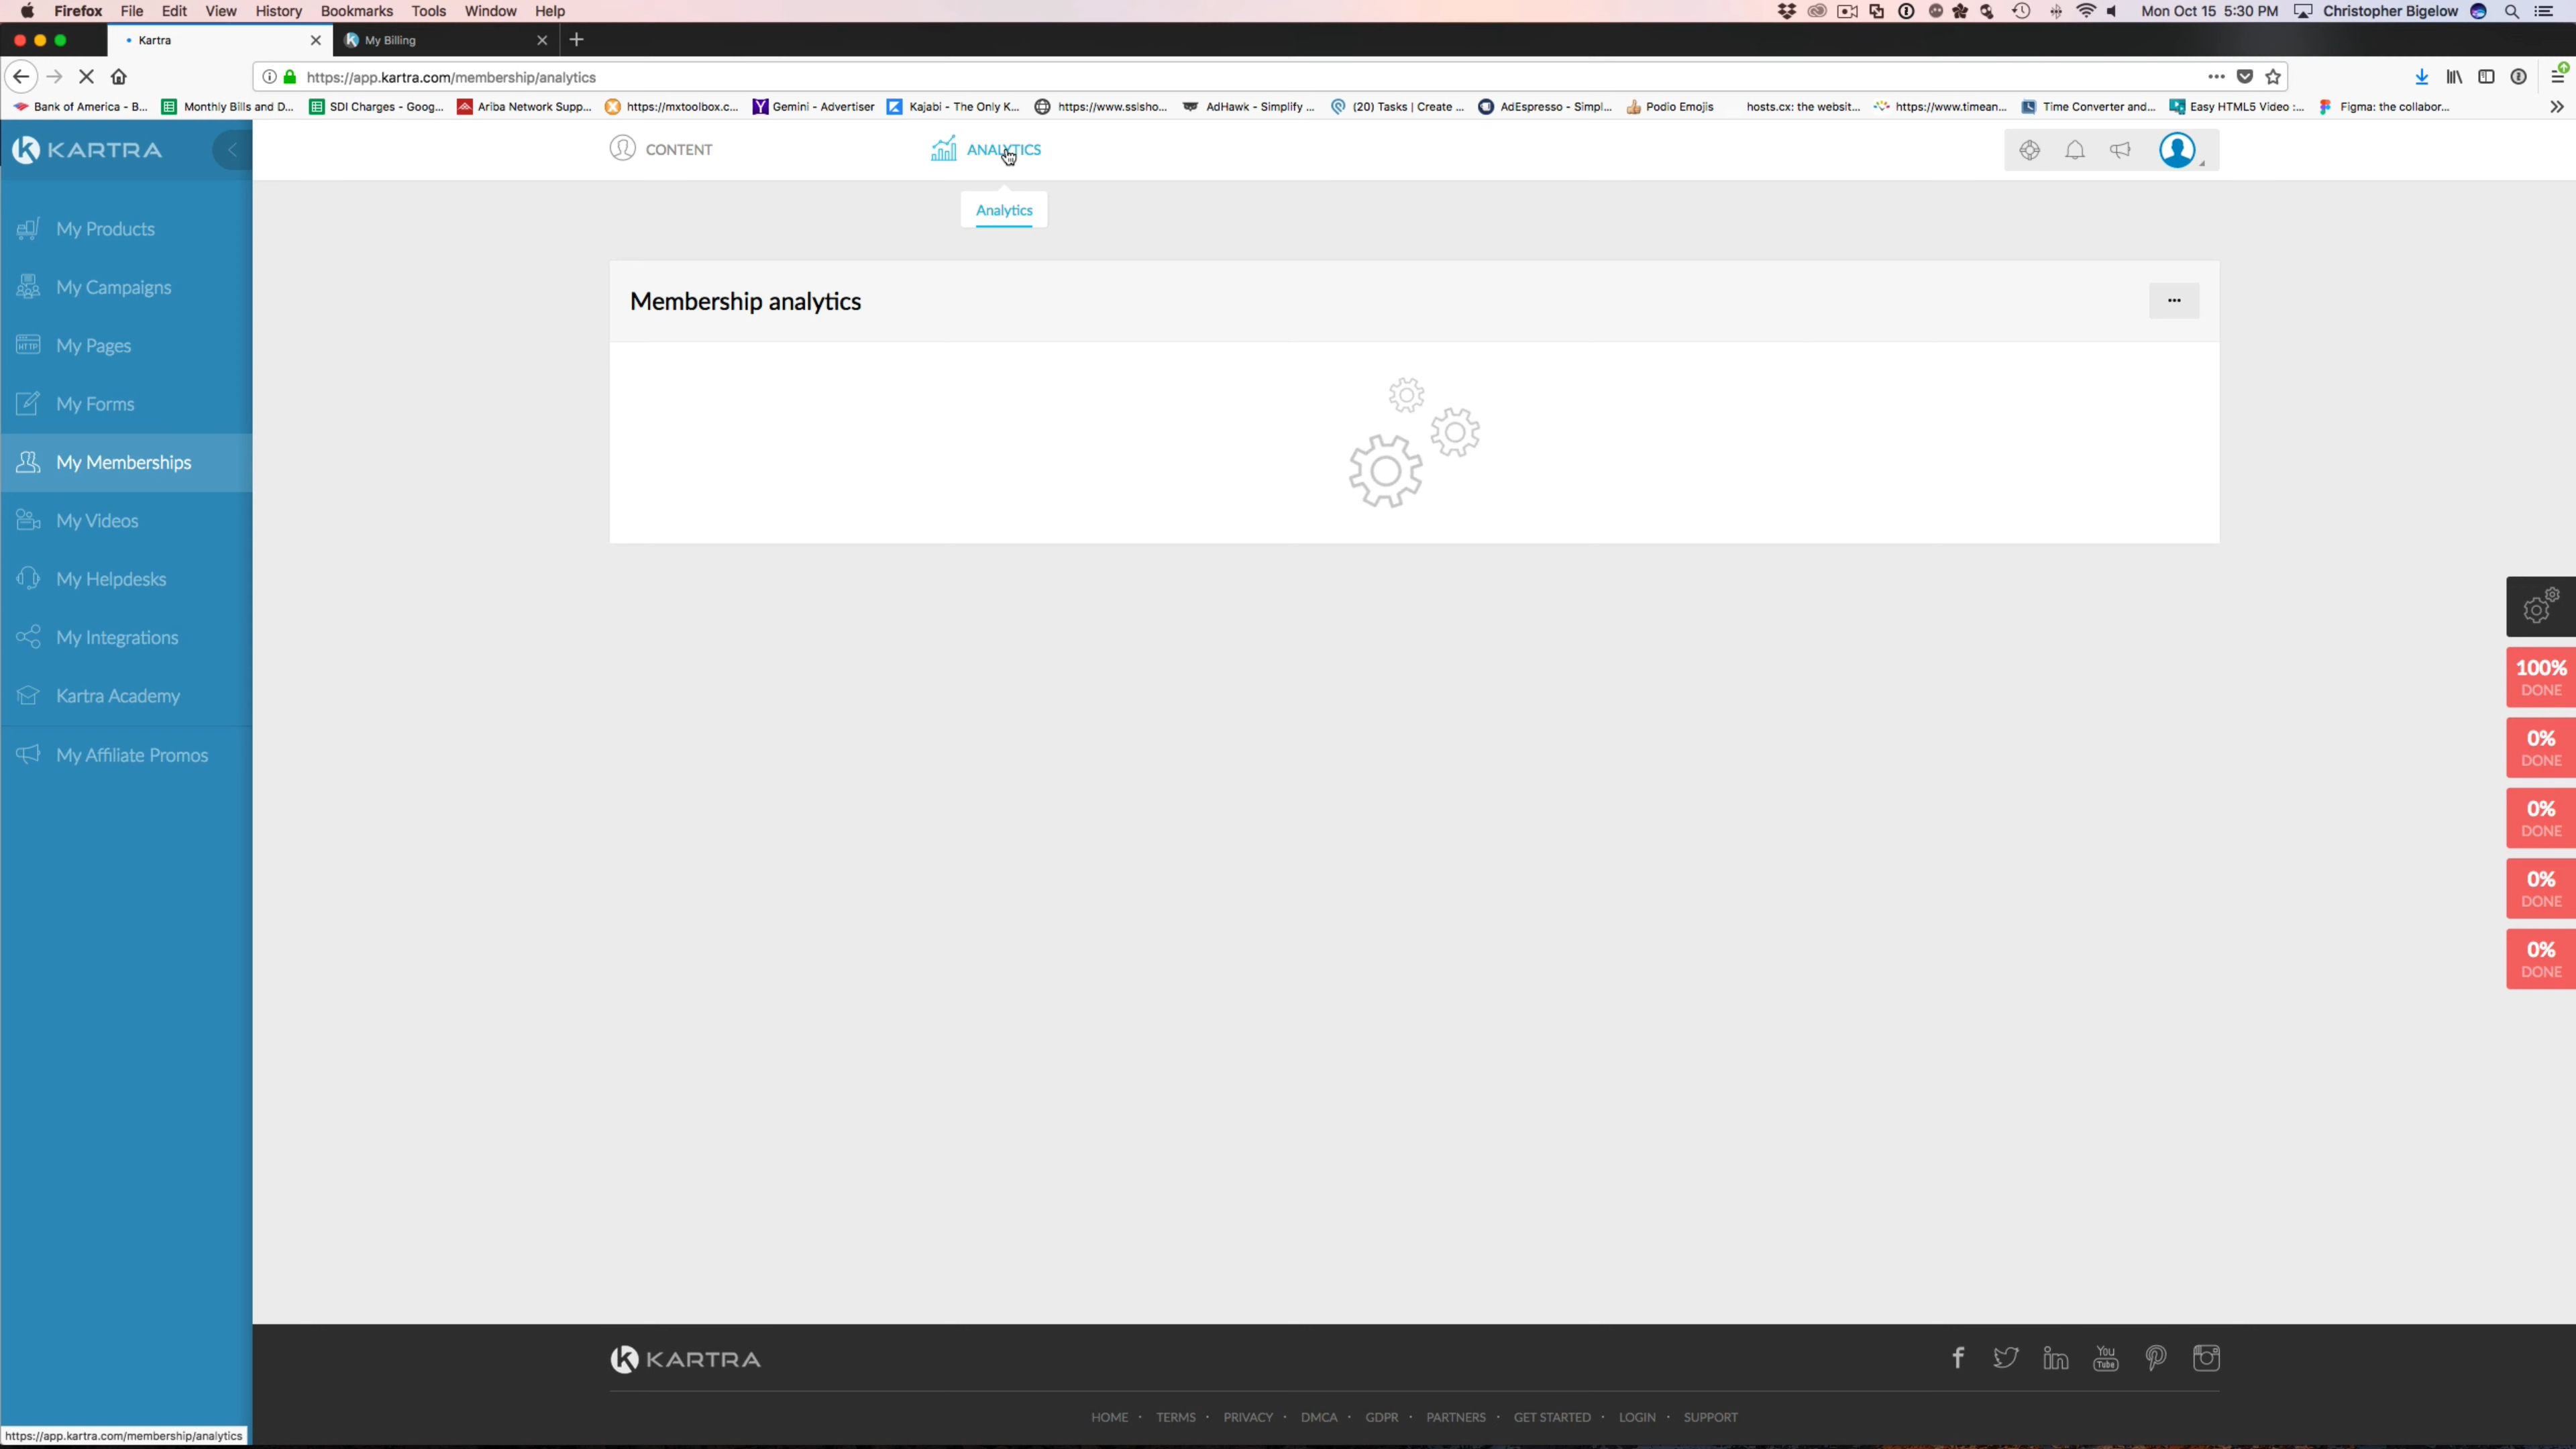 Firefox File Edit View History Bookmarks Tools Window Help Mon Oct 15 5:30 PM Christopher Bigelow
Kartra My Billing
https://app.kartra.com/membership/analytics
Bank of America - B... Monthly Bills and D... SDI Charges - Goog... Ariba Network Supp... https://mxtoolbox.c... Gemini - Advertiser Kajabi - The Only K... https://www.sslsho... AdHawk - Simplify ... (20) Tasks | Create ... AdEspresso - Simpl... Podio Emojis hosts.cx: the websit... https://www.timean... Time Converter and... Easy HTML5 Video :... Figma: the collabor...
KARTRA CONTENT ANALYTICS
Analytics
My Products
My Campaigns
My Pages
My Forms
My Memberships
My Videos
My Helpdesks
My Integrations
Kartra Academy
My Affiliate Promos
HTTP
Membership analytics
...
100%
DONE
0%
DONE
0%
DONE
0%
DONE
0%
DONE
KARTRA
You
Tube
HOME · TERMS · PRIVACY · DMCA · GDPR · PARTNERS · GET STARTED · LOGIN · SUPPORT
https://app.kartra.com/membership/analytics